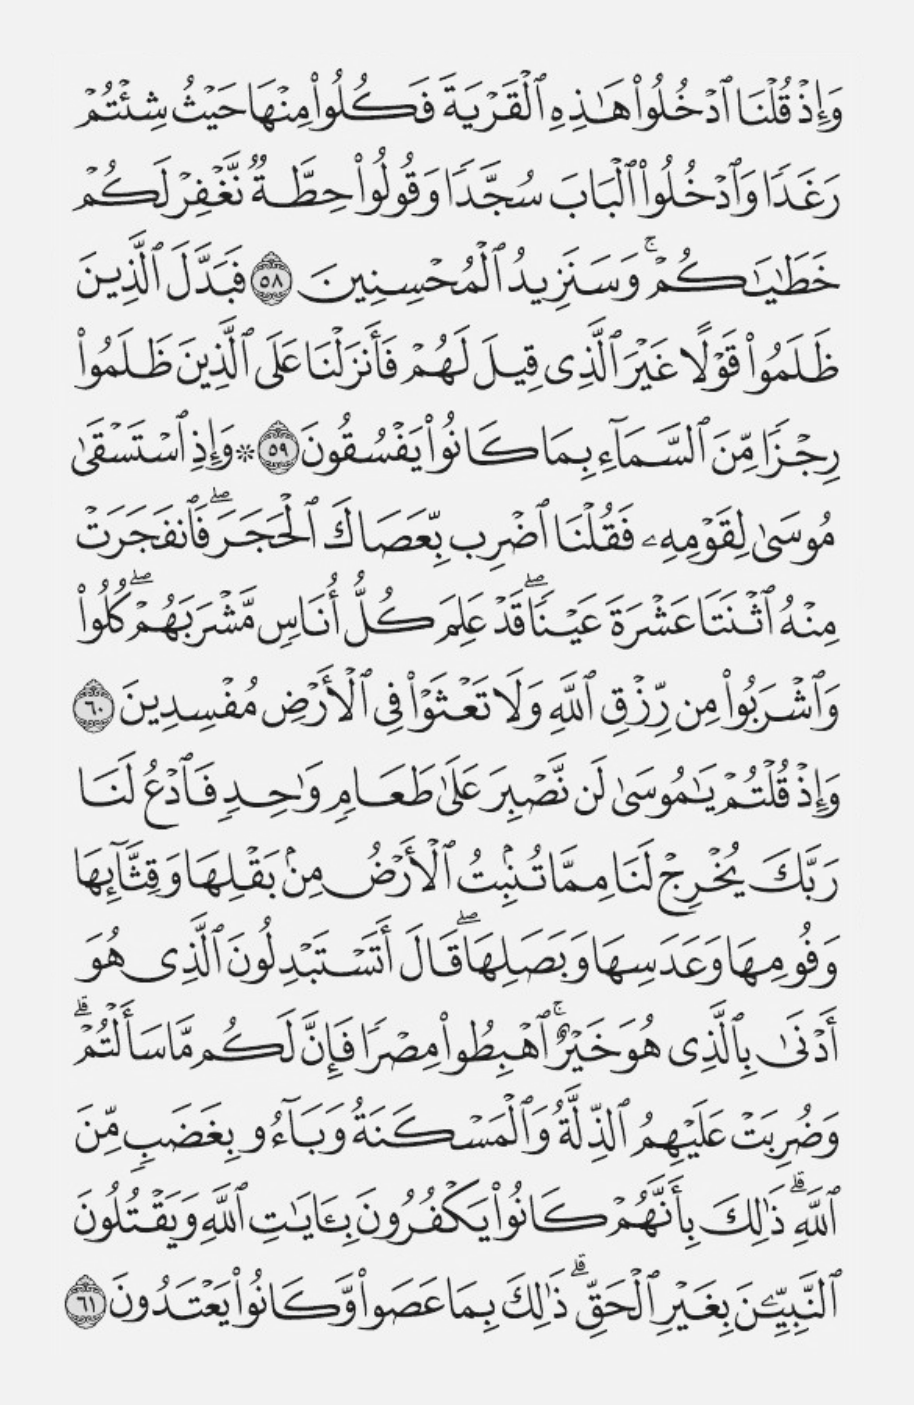 وَإِذْ قُلْنَا ٱدْخُلُوا۟ هَـٰذِهِ ٱلْقَرْيَةَ فَكُلُوا۟ مِنْهَا حَيْثُ شِئْتُمْ
رَغَدًا وَٱدْخُلُوا۟ ٱلْبَابَ سُجَّدًا وَقُولُوا۟ حِطَّةٌ نَّغْفِرْ لَكُمْ
خَطَـٰيَـٰكُمْ ۚ وَسَنَزِيدُ ٱلْمُحْسِنِينَ ٥٨ فَبَدَّلَ ٱلَّذِينَ
ظَلَمُوا۟ قَوْلًا غَيْرَ ٱلَّذِى قِيلَ لَهُمْ فَأَنزَلْنَا عَلَى ٱلَّذِينَ ظَلَمُوا۟
رِجْزًا مِّنَ ٱلسَّمَآءِ بِمَا كَانُوا۟ يَفْسُقُونَ ٥٩ * وَإِذِ ٱسْتَسْقَىٰ
مُوسَىٰ لِقَوْمِهِۦ فَقُلْنَا ٱضْرِب بِّعَصَاكَ ٱلْحَجَرَ ۖ فَٱنفَجَرَتْ
مِنْهُ ٱثْنَتَا عَشْرَةَ عَيْنًا ۖ قَدْ عَلِمَ كُلُّ أُنَاسٍ مَّشْرَبَهُمْ ۖ كُلُوا۟
وَٱشْرَبُوا۟ مِن رِّزْقِ ٱللَّهِ وَلَا تَعْثَوْا۟ فِى ٱلْأَرْضِ مُفْسِدِينَ ٦٠
وَإِذْ قُلْتُمْ يَـٰمُوسَىٰ لَن نَّصْبِرَ عَلَىٰ طَعَامٍ وَٰحِدٍ فَٱدْعُ لَنَا
رَبَّكَ يُخْرِجْ لَنَا مِمَّا تُنۢبِتُ ٱلْأَرْضُ مِنۢ بَقْلِهَا وَقِثَّآئِهَا
وَفُومِهَا وَعَدَسِهَا وَبَصَلِهَا ۖ قَالَ أَتَسْتَبْدِلُونَ ٱلَّذِى هُوَ
أَدْنَىٰ بِٱلَّذِى هُوَ خَيْرٌ ۚ ٱهْبِطُوا۟ مِصْرًا فَإِنَّ لَكُم مَّا سَأَلْتُمْ ۗ
وَضُرِبَتْ عَلَيْهِمُ ٱلذِّلَّةُ وَٱلْمَسْكَنَةُ وَبَآءُو بِغَضَبٍ مِّنَ
ٱللَّهِ ۗ ذَٰلِكَ بِأَنَّهُمْ كَانُوا۟ يَكْفُرُونَ بِـَٔايَـٰتِ ٱللَّهِ وَيَقْتُلُونَ
ٱلنَّبِيِّـۧنَ بِغَيْرِ ٱلْحَقِّ ۗ ذَٰلِكَ بِمَا عَصَوا۟ وَّكَانُوا۟ يَعْتَدُونَ ٦١